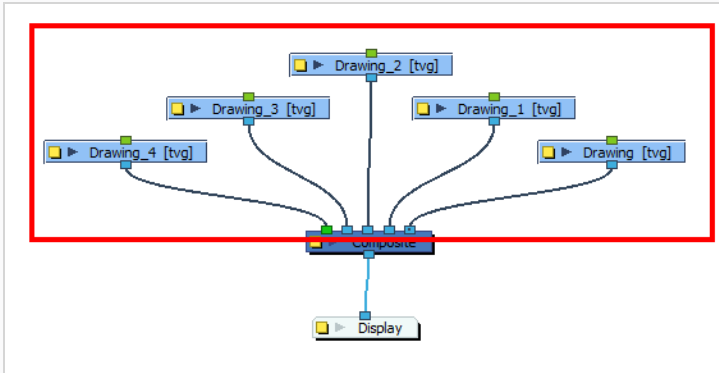 Drawing_2 [tvg]
Drawing_3 [tvg]
Drawing_1 [tvg]
Drawing_4 [tvg]
Drawing [tvg]
Composite
Display